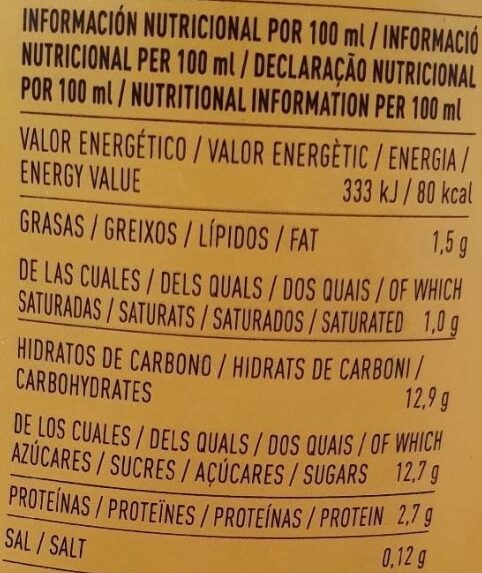 INFORMACIÓN NUTRICIONAL POR 100 ml / INFORMACIÓ
NUTRICIONAL PER 100 ml / DECLARAÇÃO NUTRICIONAL
POR 100 ml / NUTRITIONAL INFORMATION PER 100 ml
VALOR ENERGÉTICO / VALOR ENERGÈTIC / ENERGIA /
ENERGY VALUE 333 kJ / 80 kcal
GRASAS / GREIXOS / LÍPIDOS / FAT 1,5 g
DE LAS CUALES / DELS QUALS / DOS QUAIS / OF WHICH
SATURADAS / SATURATS / SATURADOS / SATURATED 1,0 g
HIDRATOS DE CARBONO / HIDRATS DE CARBONI /
CARBOHYDRATES 12,9 g
DE LOS CUALES / DELS QUALS / DOS QUAIS / OF WHICH
AZÚCARES / SUCRES / AÇÚCARES / SUGARS 12,7 g
PROTEÍNAS / PROTEÏNES / PROTEÍNAS / PROTEIN 2,7 g
SAL / SALT 0,12 g